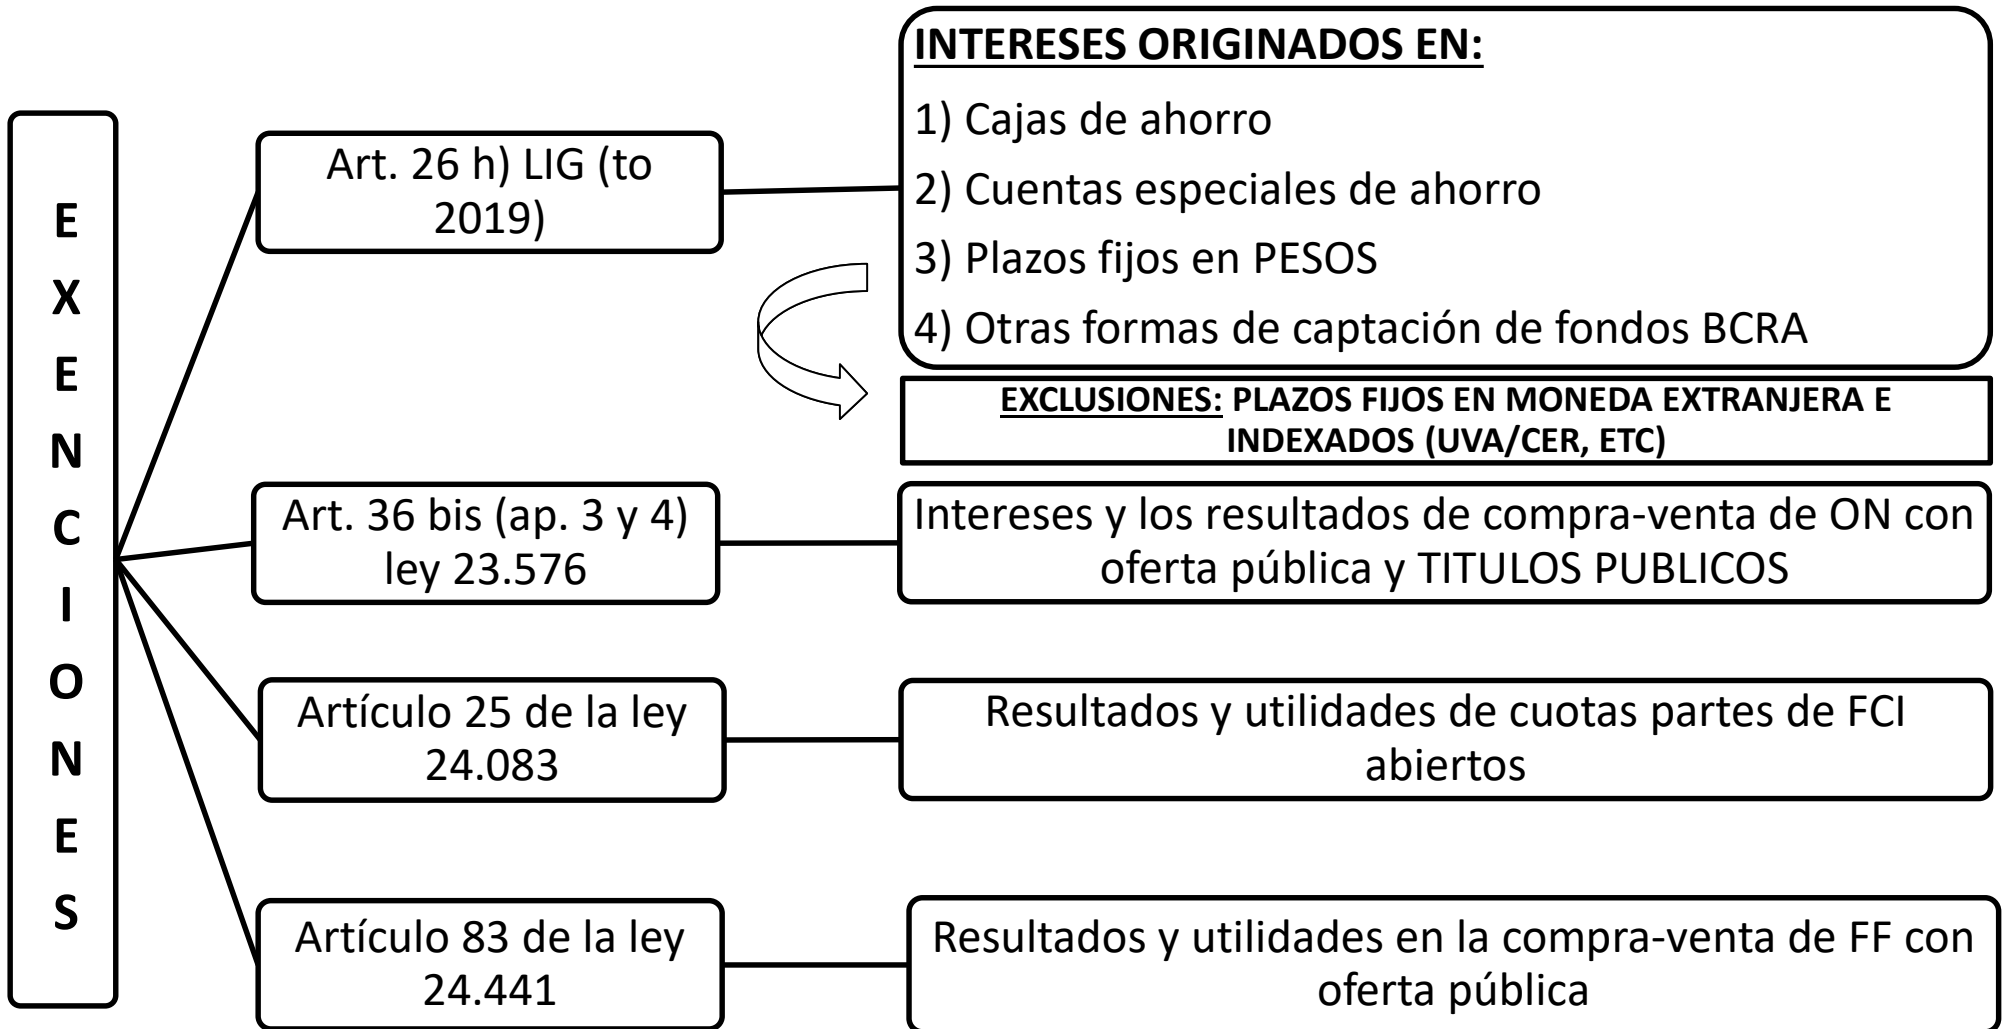 EXENCIONES
Art. 26 h) LIG (to
2019)
INTERESES ORIGINADOS EN:
1) Cajas de ahorro
2) Cuentas especiales de ahorro
3) Plazos fijos en PESOS
4) Otras formas de captación de fondos BCRA
EXCLUSIONES: PLAZOS FIJOS EN MONEDA EXTRANJERA E
INDEXADOS (UVA/CER, ETC)
Art. 36 bis (ap. 3 y 4)
ley 23.576
Intereses y los resultados de compra-venta de ON con
oferta pública y TITULOS PUBLICOS
Artículo 25 de la ley
24.083
Resultados y utilidades de cuotas partes de FCI
abiertos
Artículo 83 de la ley
24.441
Resultados y utilidades en la compra-venta de FF con
oferta pública